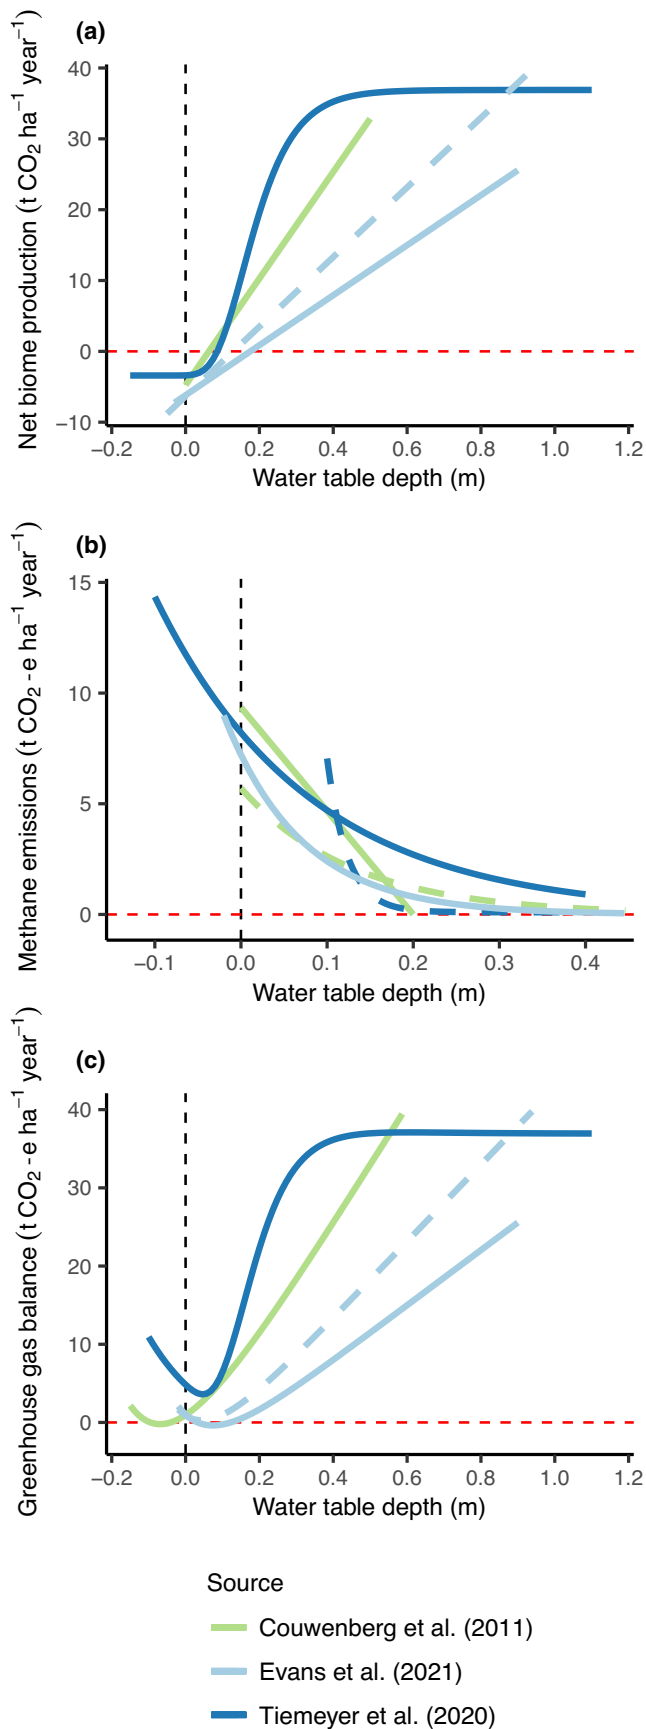 (a)
Net biome production (t CO₂ ha⁻¹ year⁻¹)
40
30
20
10
0
−10
−0.2 0.0 0.2 0.4 0.6 0.8 1.0 1.2
Water table depth (m)
(b)
Methane emissions (t CO₂ - e ha⁻¹ year⁻¹)
15
10
5
0
−0.1 0.0 0.1 0.2 0.3 0.4
Water table depth (m)
(c)
Greenhouse gas balance (t CO₂ - e ha⁻¹ year⁻¹)
40
30
20
10
0
−0.2 0.0 0.2 0.4 0.6 0.8 1.0 1.2
Water table depth (m)
Source
Couwenberg et al. (2011)
Evans et al. (2021)
Tiemeyer et al. (2020)